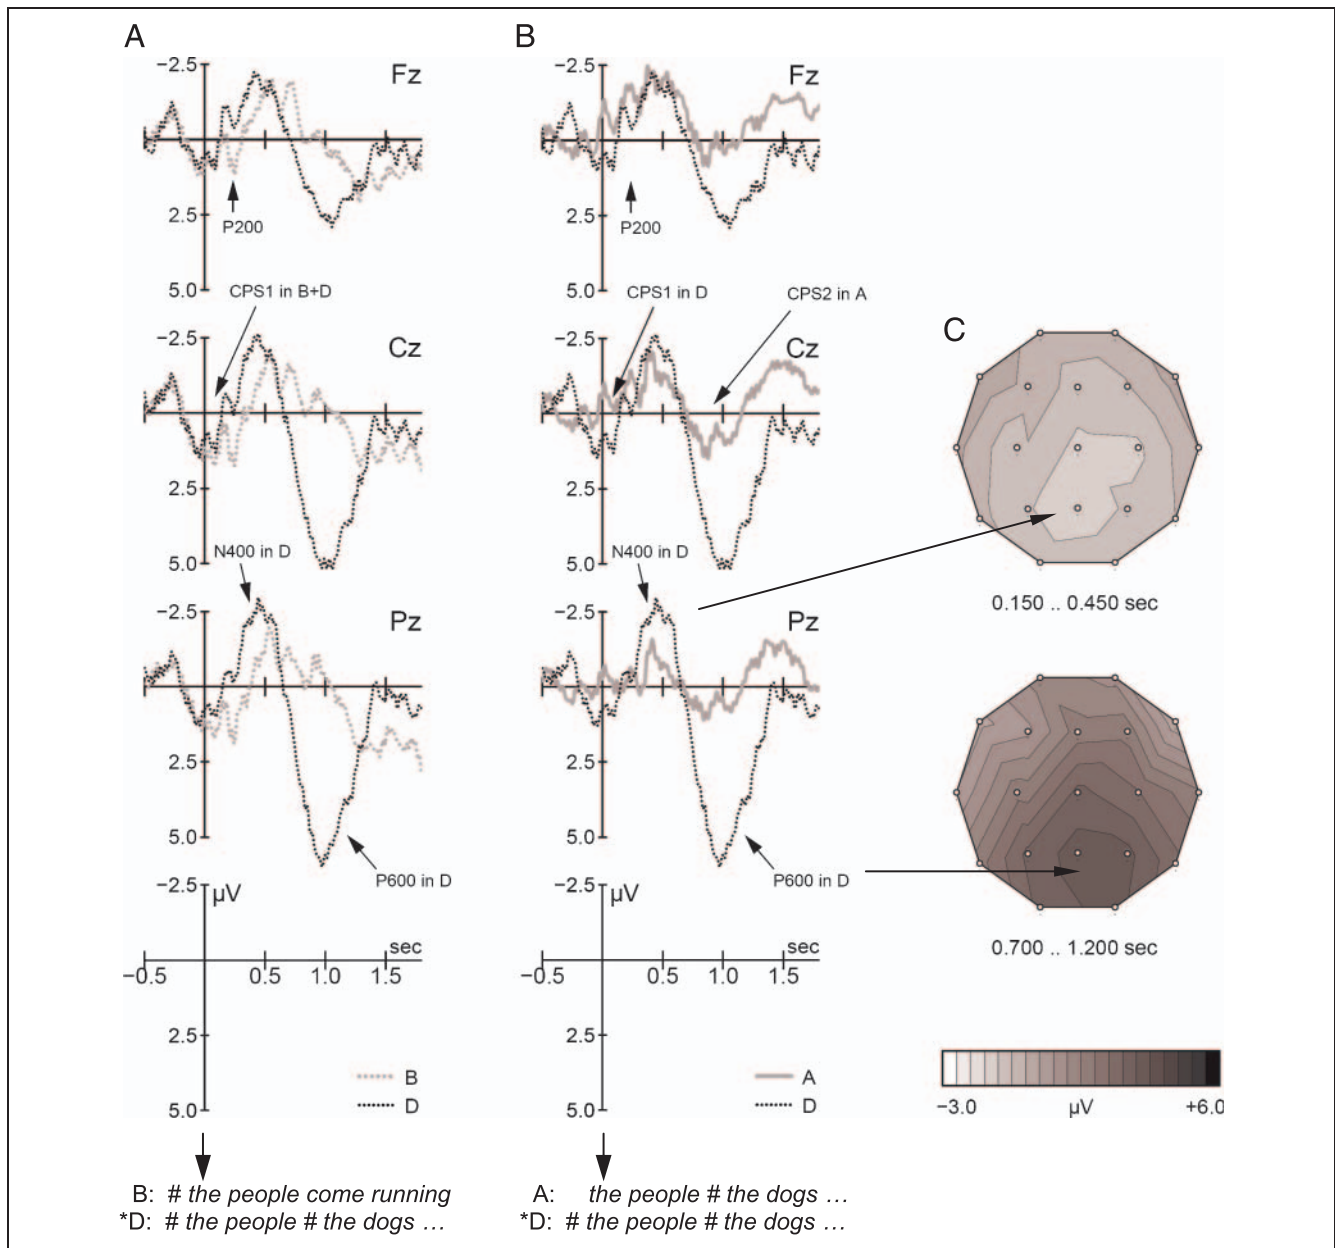 A
−2.5
Fz
P200
2.5
5.0
CPS1 in B+D
−2.5
Cz
2.5
5.0
N400 in D
−2.5
Pz
2.5
5.0
P600 in D
−2.5
µV
sec
−0.5
0.5
1.0
1.5
2.5
B
D
5.0
B: # the people come running
*D: # the people # the dogs …
B
−2.5
Fz
P200
2.5
5.0
CPS1 in D
CPS2 in A
−2.5
Cz
2.5
5.0
N400 in D
−2.5
Pz
2.5
5.0
P600 in D
−2.5
µV
sec
−0.5
0.5
1.0
1.5
2.5
A
D
5.0
A: the people # the dogs …
*D: # the people # the dogs …
C
0.150 .. 0.450 sec
0.700 .. 1.200 sec
−3.0
µV
+6.0